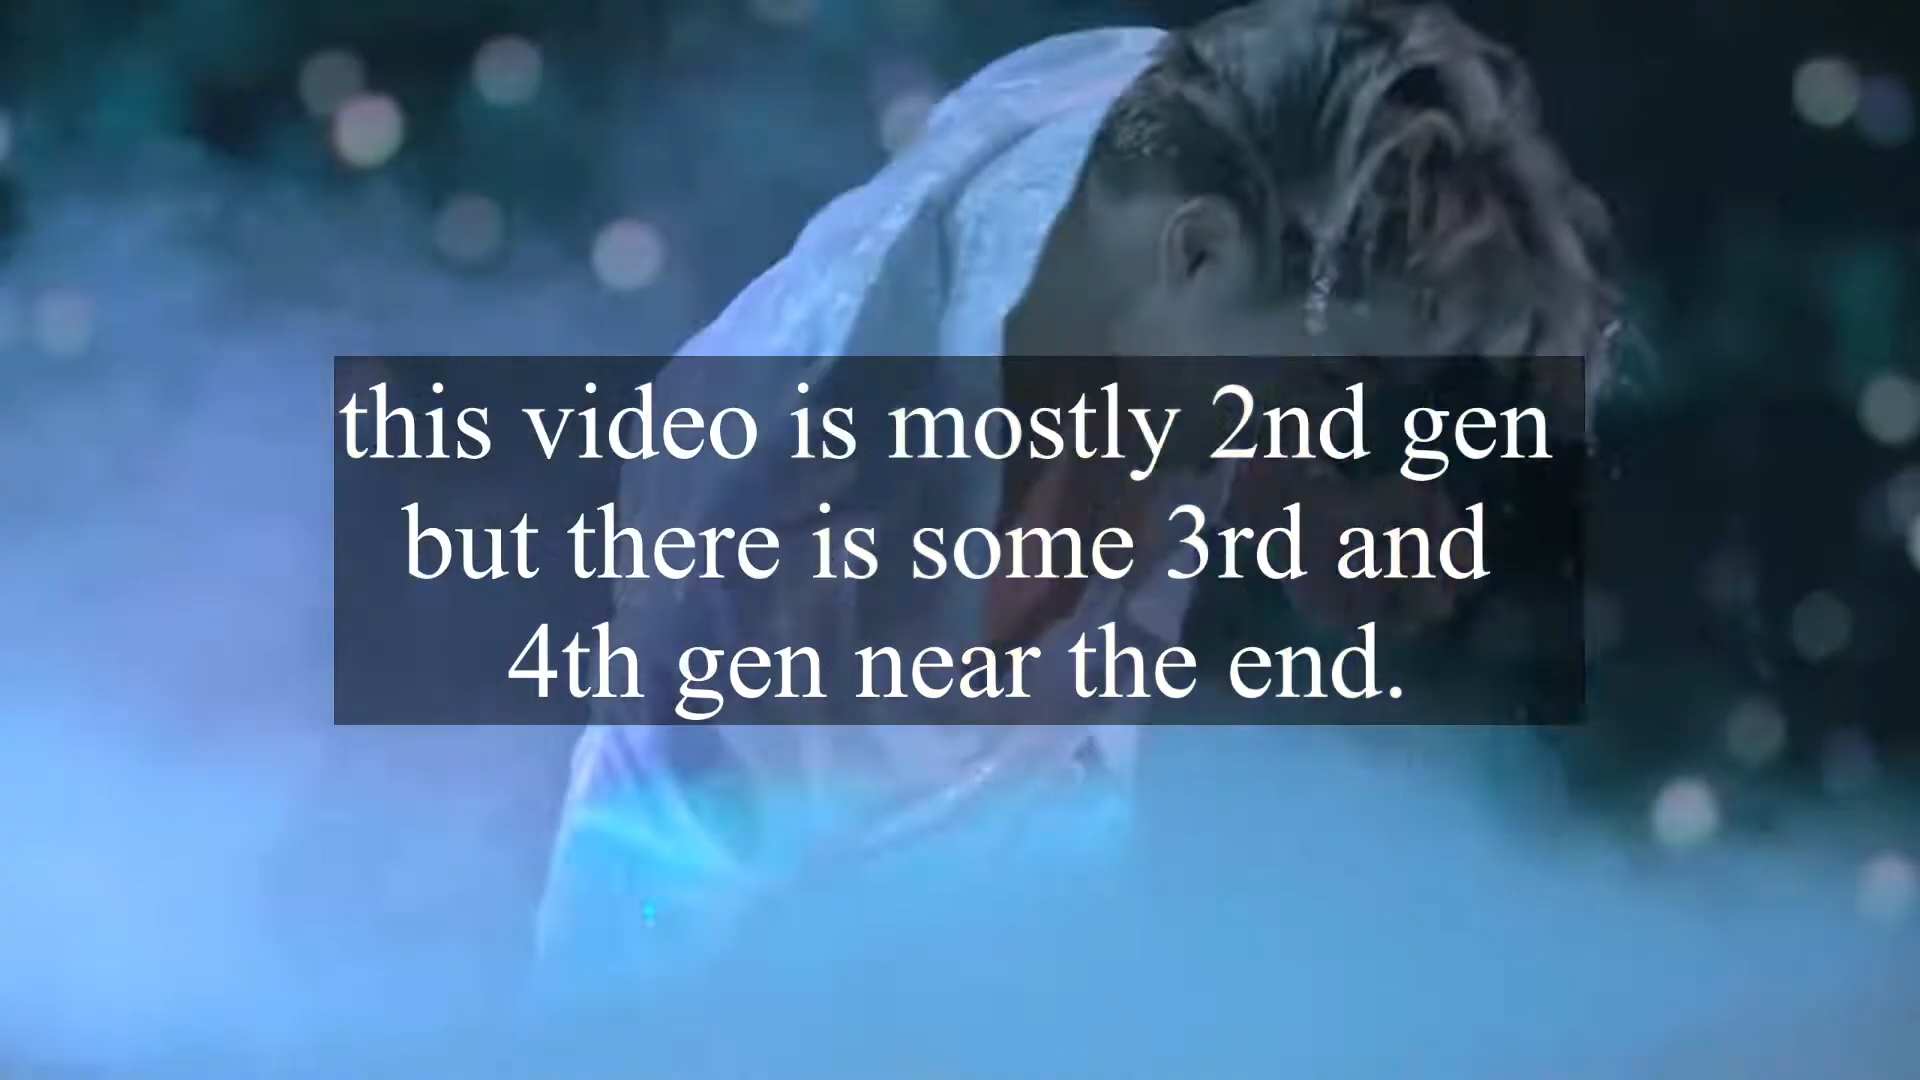 this video is mostly 2nd gen
but there is some 3rd and
4th gen near the end.